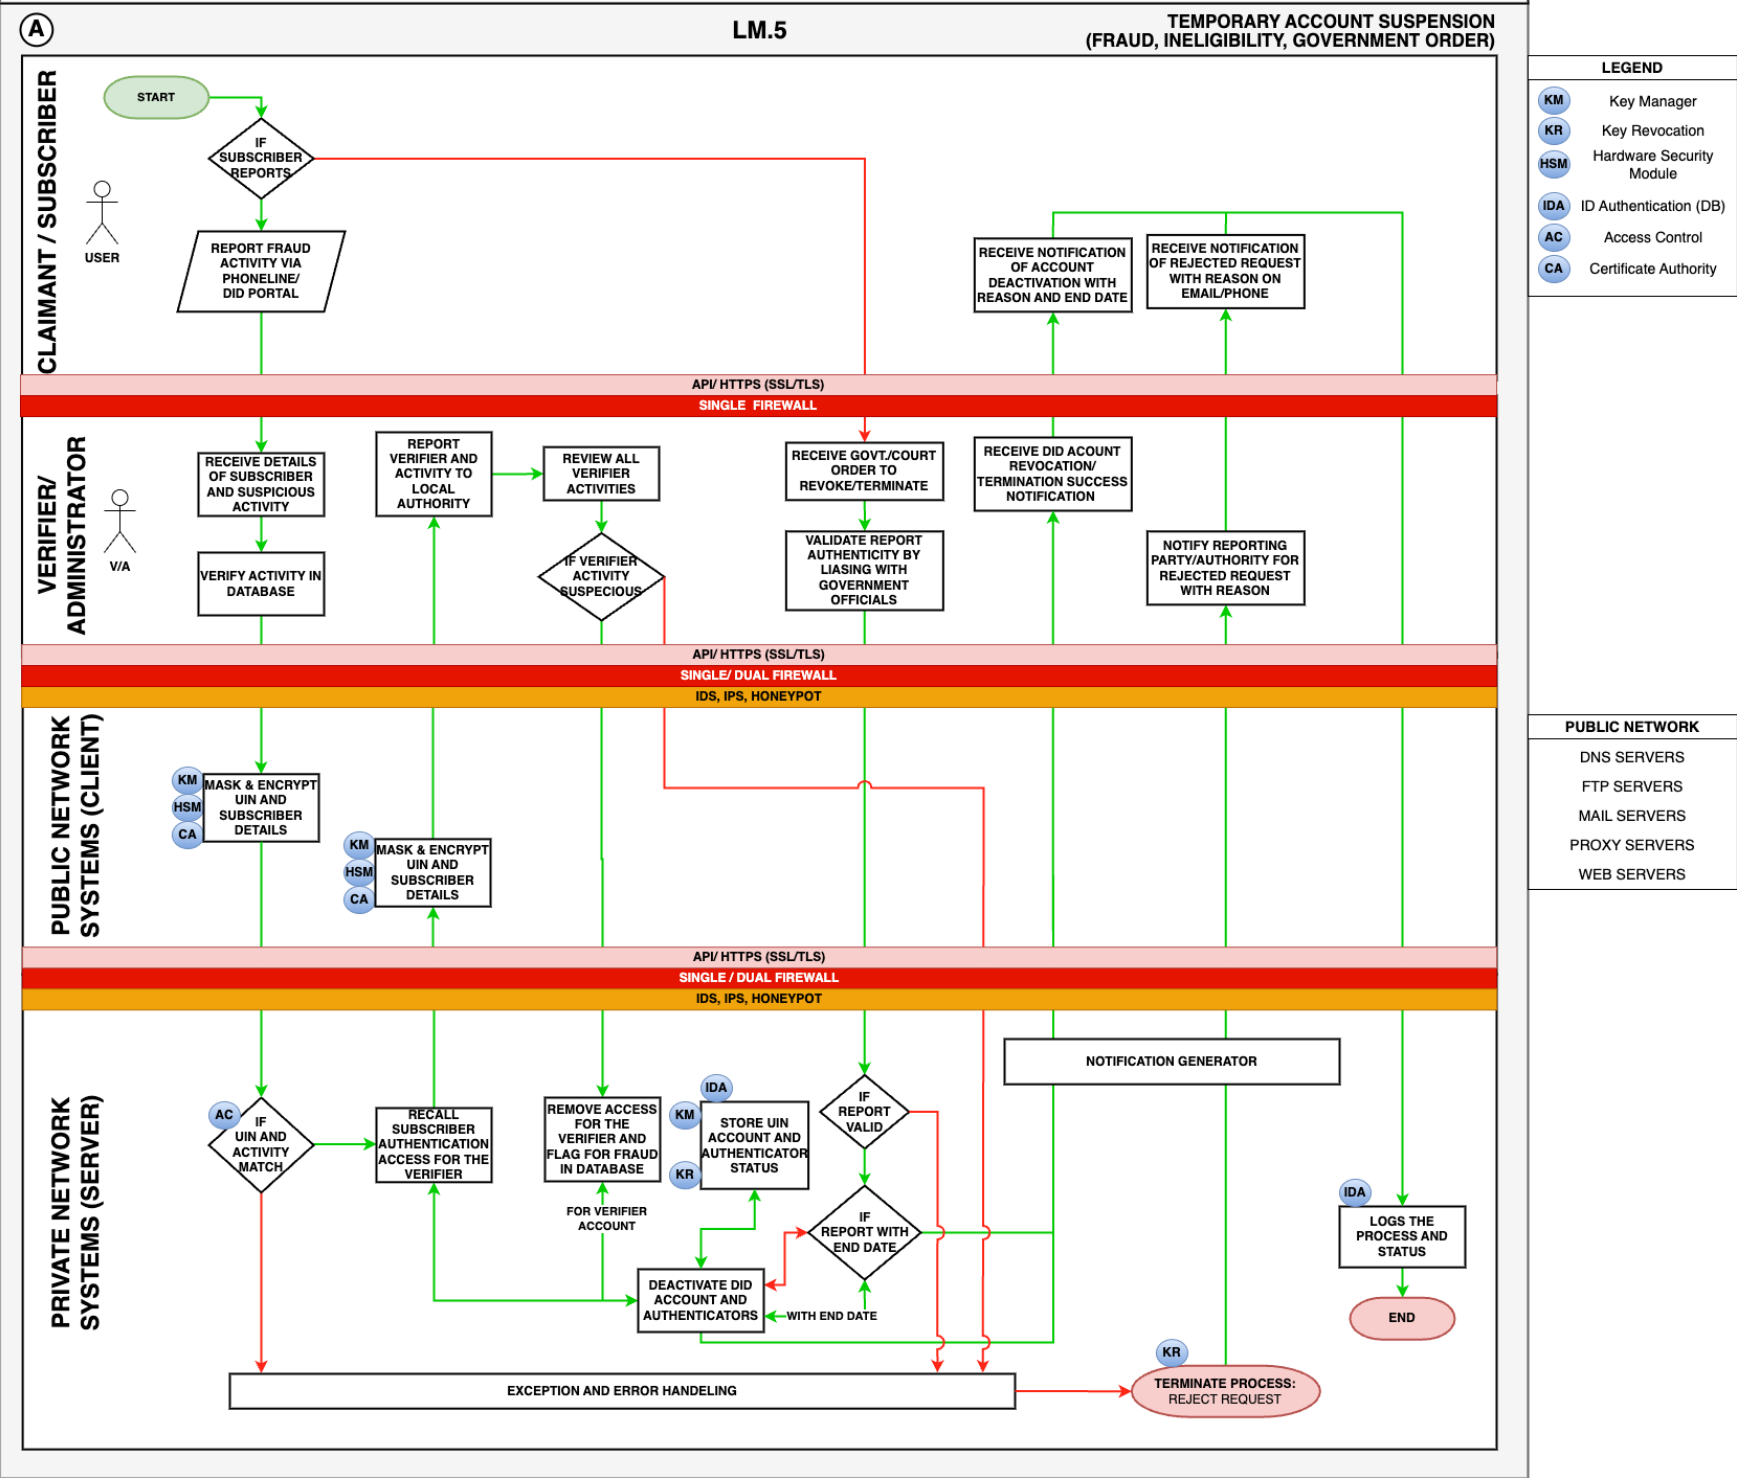 A
LM.5
TEMPORARY ACCOUNT SUSPENSION
(FRAUD, INELIGIBILITY, GOVERNMENT ORDER)
CLAIMANT / SUBSCRIBER
START
IF
SUBSCRIBER
REPORTS
USER
REPORT FRAUD
ACTIVITY VIA
PHONELINE/
DID PORTAL
RECEIVE NOTIFICATION
OF ACCOUNT
DEACTIVATION WITH
REASON AND END DATE
RECEIVE NOTIFICATION
OF REJECTED REQUEST
WITH REASON ON
EMAIL/PHONE
API/ HTTPS (SSL/TLS)
SINGLE FIREWALL
VERIFIER/
ADMINISTRATOR
V/A
RECEIVE DETAILS
OF SUBSCRIBER
AND SUSPICIOUS
ACTIVITY
VERIFY ACTIVITY IN
DATABASE
REPORT
VERIFIER AND
ACTIVITY TO
LOCAL
AUTHORITY
REVIEW ALL
VERIFIER
ACTIVITIES
IF VERIFIER
ACTIVITY
SUSPECIOUS
RECEIVE GOVT./COURT
ORDER TO
REVOKE/TERMINATE
VALIDATE REPORT
AUTHENTICITY BY
LIASING WITH
GOVERNMENT
OFFICIALS
RECEIVE DID ACOUNT
REVOCATION/
TERMINATION SUCCESS
NOTIFICATION
NOTIFY REPORTING
PARTY/AUTHORITY FOR
REJECTED REQUEST
WITH REASON
API/ HTTPS (SSL/TLS)
SINGLE/ DUAL FIREWALL
IDS, IPS, HONEYPOT
PUBLIC NETWORK
SYSTEMS (CLIENT)
KM
HSM
CA
MASK & ENCRYPT
UIN AND
SUBSCRIBER
DETAILS
KM
HSM
CA
MASK & ENCRYPT
UIN AND
SUBSCRIBER
DETAILS
API/ HTTPS (SSL/TLS)
SINGLE / DUAL FIREWALL
IDS, IPS, HONEYPOT
PRIVATE NETWORK
SYSTEMS (SERVER)
AC
IF
UIN AND
ACTIVITY
MATCH
RECALL
SUBSCRIBER
AUTHENTICATION
ACCESS FOR THE
VERIFIER
REMOVE ACCESS
FOR THE
VERIFIER AND
FLAG FOR FRAUD
IN DATABASE
FOR VERIFIER
ACCOUNT
IDA
KM
KR
STORE UIN
ACCOUNT AND
AUTHENTICATOR
STATUS
IF
REPORT
VALID
IF
REPORT WITH
END DATE
DEACTIVATE DID
ACCOUNT AND
AUTHENTICATORS
WITH END DATE
NOTIFICATION GENERATOR
IDA
LOGS THE
PROCESS AND
STATUS
END
EXCEPTION AND ERROR HANDELING
KR
TERMINATE PROCESS:
REJECT REQUEST
LEGEND
KM Key Manager
KR Key Revocation
HSM Hardware Security
Module
IDA ID Authentication (DB)
AC Access Control
CA Certificate Authority
PUBLIC NETWORK
DNS SERVERS
FTP SERVERS
MAIL SERVERS
PROXY SERVERS
WEB SERVERS